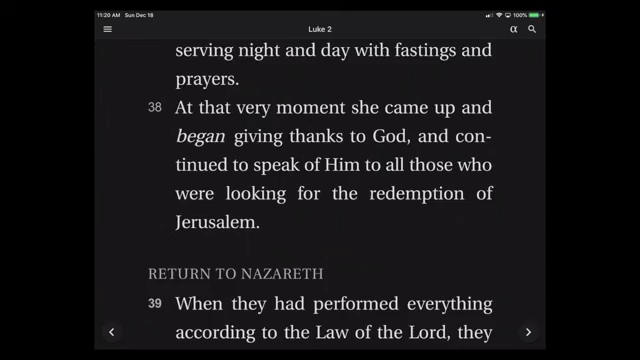 11:20 AM Sun Dec 18
100%
Luke 2
α
serving night and day with fastings and
prayers.
38 At that very moment she came up and
began giving thanks to God, and con-
tinued to speak of Him to all those who
were looking for the redemption of
Jerusalem.
RETURN TO NAZARETH
39 When they had performed everything
according to the Law of the Lord, they